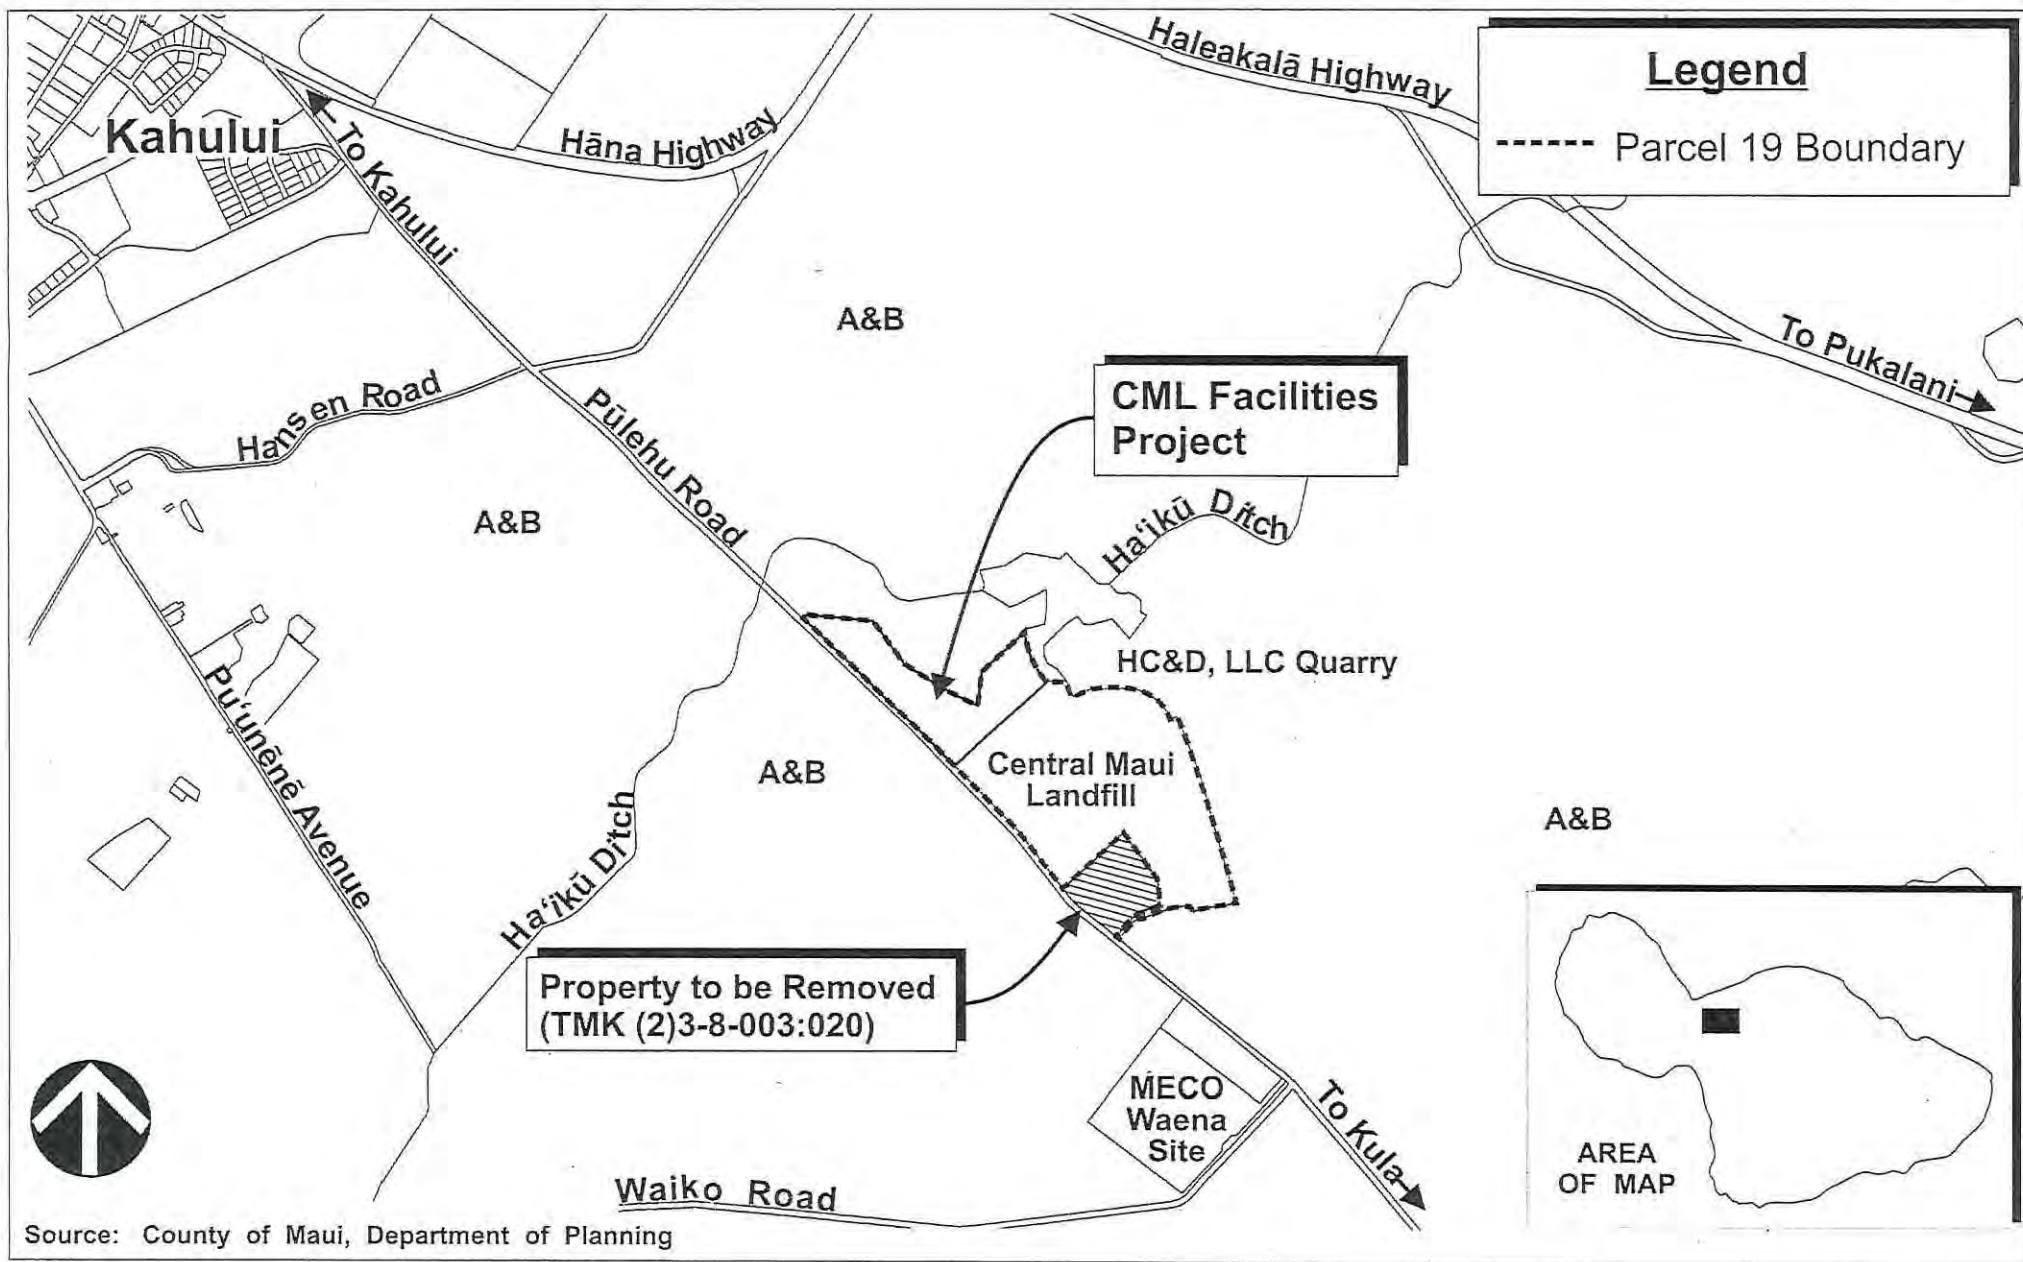 Haleakalā Highway
Legend
Parcel 19 Boundary
Kahului
To Kahului
Hāna Highway
A&B
To Pukalani
Hansen Road
Pūlehu Road
CML Facilities
Project
Ha‘ikū Ditch
A&B
HC&D, LLC Quarry
Pu‘unēnē Avenue
A&B
Central Maui
Landfill
A&B
Ha‘ikū Ditch
Property to be Removed
(TMK (2)3-8-003:020)
MECO
Waena
Site
To Kula
AREA
OF MAP
Waiko Road
Source: County of Maui, Department of Planning